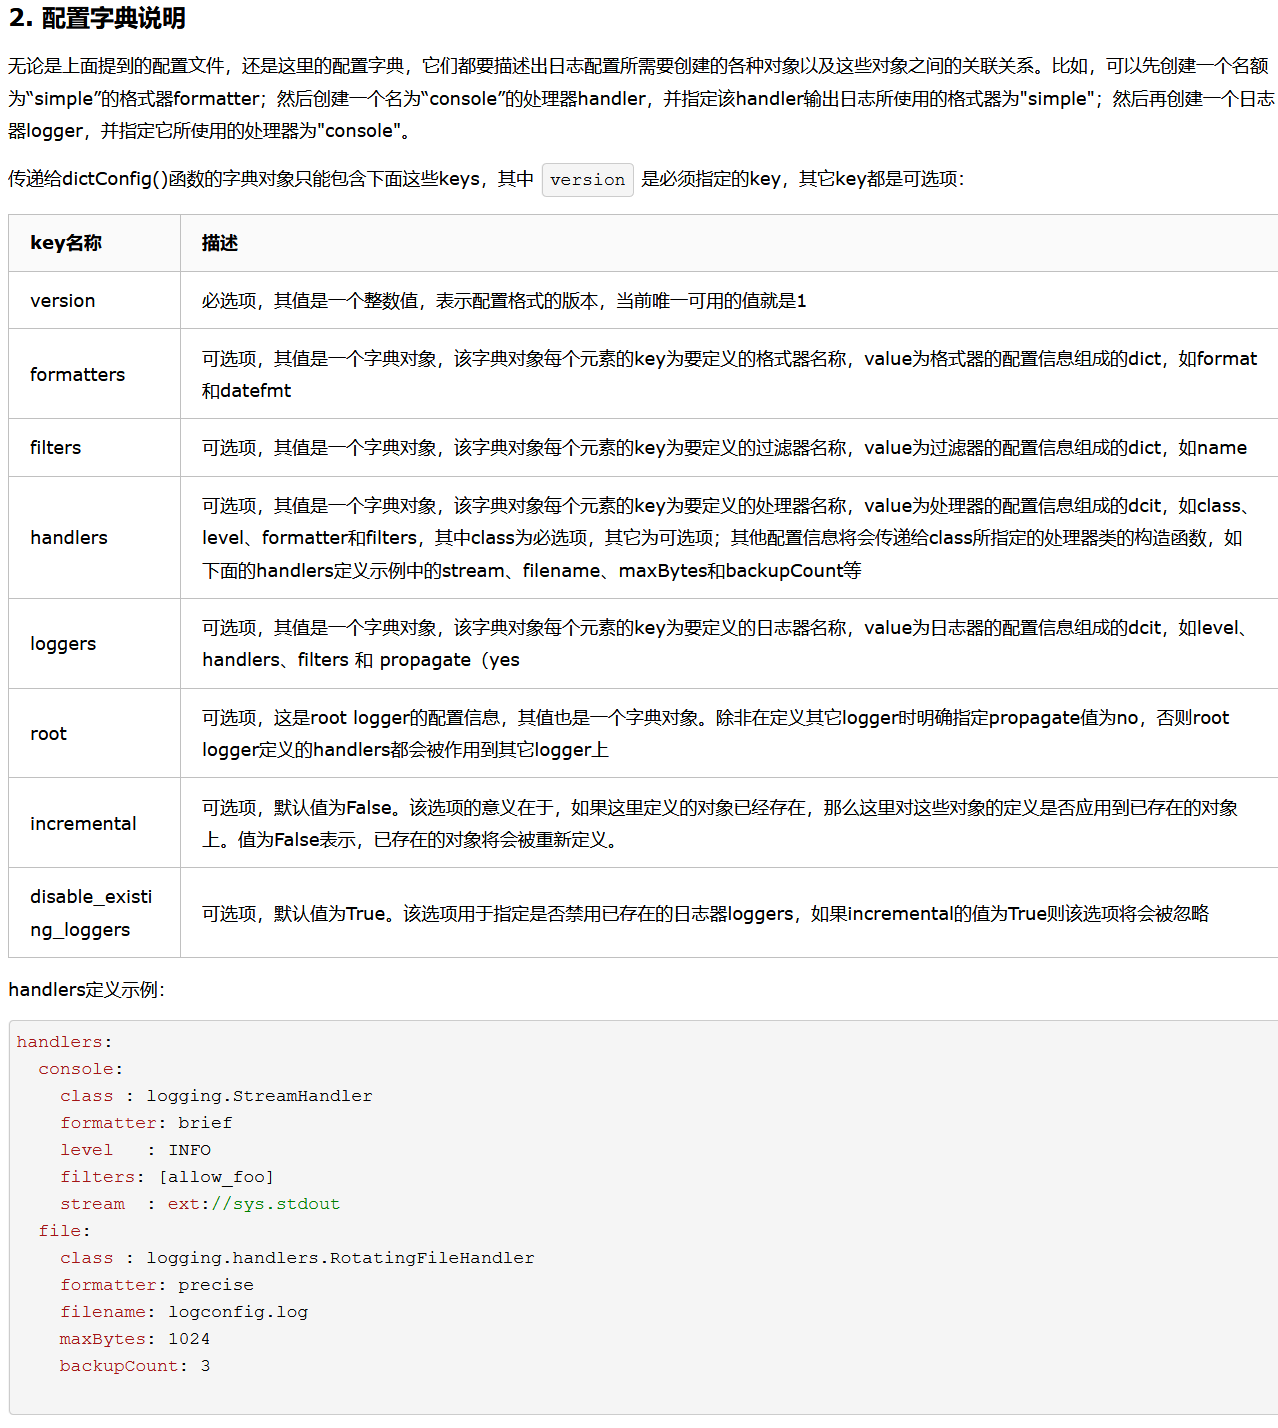 2. 配置字典说明
无论是上面提到的配置文件，还是这里的配置字典，它们都要描述出日志配置所需要创建的各种对象以及这些对象之间的关联关系。比如，可以先创建一个名额
为“simple”的格式器formatter；然后创建一个名为“console”的处理器handler，并指定该handler输出日志所使用的格式器为"simple"；然后再创建一个日志
器logger，并指定它所使用的处理器为"console"。
传递给dictConfig()函数的字典对象只能包含下面这些keys，其中 version 是必须指定的key，其它key都是可选项：
key名称 描述
version 必选项，其值是一个整数值，表示配置格式的版本，当前唯一可用的值就是1
formatters 可选项，其值是一个字典对象，该字典对象每个元素的key为要定义的格式器名称，value为格式器的配置信息组成的dict，如format
和datefmt
filters 可选项，其值是一个字典对象，该字典对象每个元素的key为要定义的过滤器名称，value为过滤器的配置信息组成的dict，如name
handlers 可选项，其值是一个字典对象，该字典对象每个元素的key为要定义的处理器名称，value为处理器的配置信息组成的dcit，如class、
level、formatter和filters，其中class为必选项，其它为可选项；其他配置信息将会传递给class所指定的处理器类的构造函数，如
下面的handlers定义示例中的stream、filename、maxBytes和backupCount等
loggers 可选项，其值是一个字典对象，该字典对象每个元素的key为要定义的日志器名称，value为日志器的配置信息组成的dcit，如level、
handlers、filters 和 propagate（yes
root 可选项，这是root logger的配置信息，其值也是一个字典对象。除非在定义其它logger时明确指定propagate值为no，否则root
logger定义的handlers都会被作用到其它logger上
incremental 可选项，默认值为False。该选项的意义在于，如果这里定义的对象已经存在，那么这里对这些对象的定义是否应用到已存在的对象
上。值为False表示，已存在的对象将会被重新定义。
disable_existi
ng_loggers 可选项，默认值为True。该选项用于指定是否禁用已存在的日志器loggers，如果incremental的值为True则该选项将会被忽略
handlers定义示例：
handlers:
  console:
    class : logging.StreamHandler
    formatter: brief
    level   : INFO
    filters: [allow_foo]
    stream  : ext://sys.stdout
  file:
    class : logging.handlers.RotatingFileHandler
    formatter: precise
    filename: logconfig.log
    maxBytes: 1024
    backupCount: 3